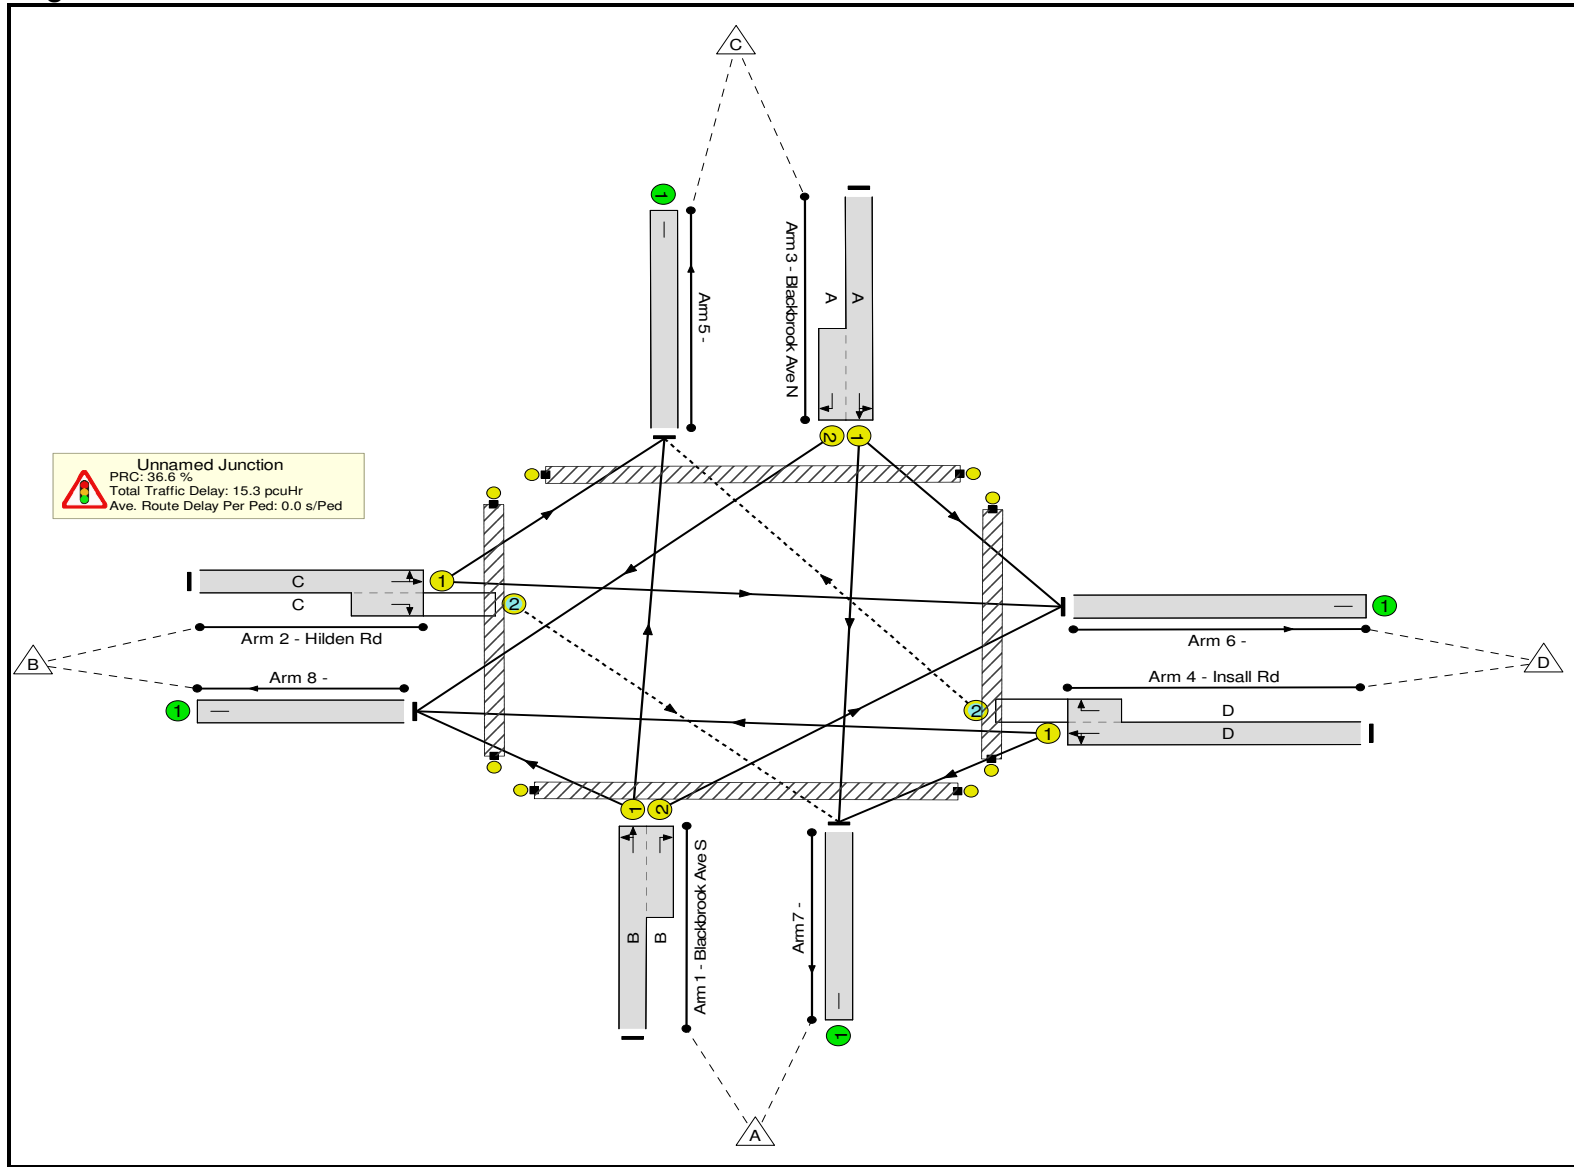 C
1
Arm 5 -
Arm 3 - Blackbrook Ave N
A
A
2
1
Unnamed Junction
PRC: 36.6 %
Total Traffic Delay: 15.3 pcuHr
Ave. Route Delay Per Ped: 0.0 s/Ped
C
1
C
2
Arm 2 - Hilden Rd
B
Arm 8 -
1
1
Arm 6 -
D
Arm 4 - Insall Rd
2
D
1
D
1
2
B
B
Arm 1 - Blackbrook Ave S
Arm 7 -
1
A